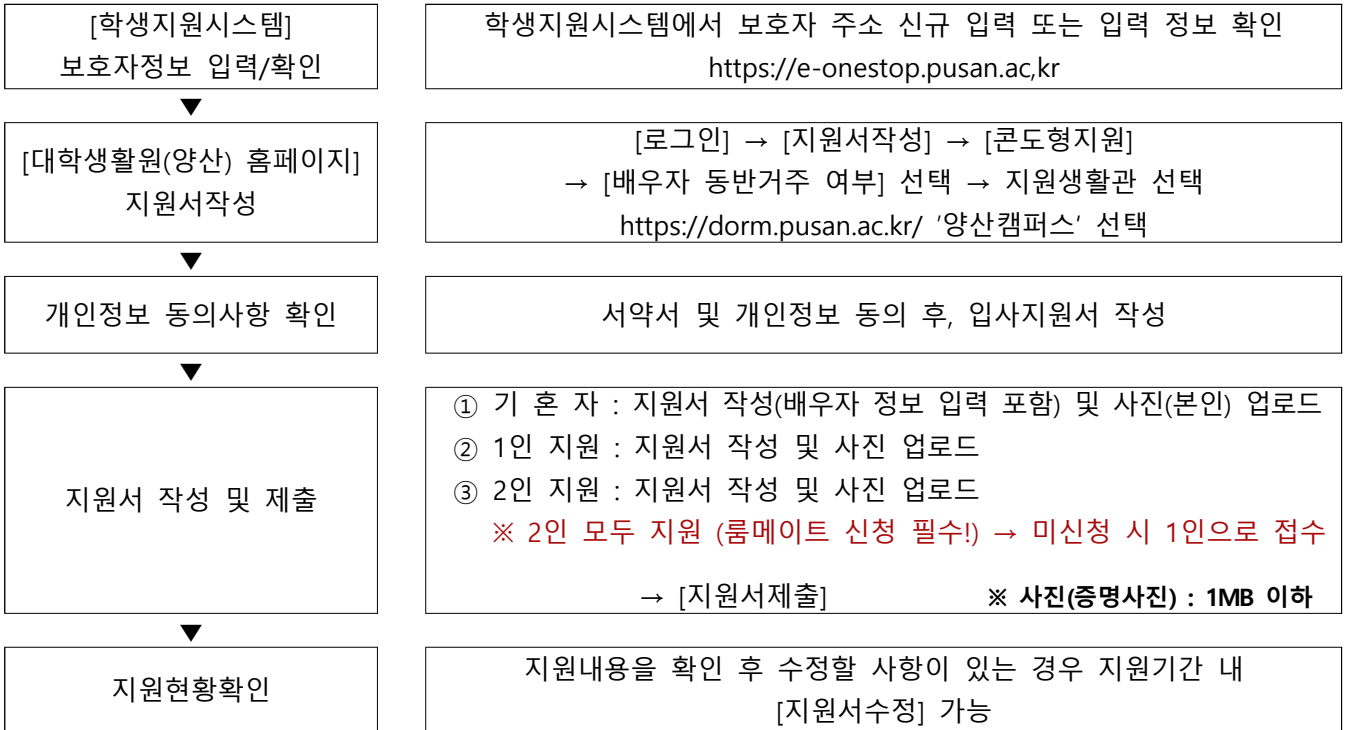 [학생지원시스템]
보호자정보 입력/확인
학생지원시스템에서 보호자 주소 신규 입력 또는 입력 정보 확인
https://e-onestop.pusan.ac,kr
▼
[대학생활원(양산) 홈페이지]
지원서작성
[로그인] → [지원서작성] → [콘도형지원]
→ [배우자 동반거주 여부] 선택 → 지원생활관 선택
https://dorm.pusan.ac.kr/ '양산캠퍼스' 선택
▼
개인정보 동의사항 확인
서약서 및 개인정보 동의 후, 입사지원서 작성
▼
지원서 작성 및 제출
① 기 혼 자 : 지원서 작성(배우자 정보 입력 포함) 및 사진(본인) 업로드
② 1인 지원 : 지원서 작성 및 사진 업로드
③ 2인 지원 : 지원서 작성 및 사진 업로드
※ 2인 모두 지원 (룸메이트 신청 필수!) → 미신청 시 1인으로 접수
→ [지원서제출] ※ 사진(증명사진) : 1MB 이하
▼
지원현황확인
지원내용을 확인 후 수정할 사항이 있는 경우 지원기간 내
[지원서수정] 가능